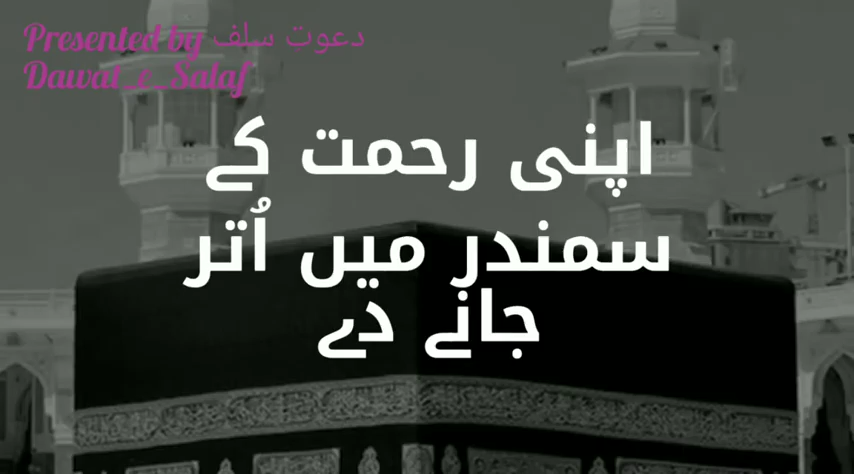 Presented by دعوت سلف
Dawat_e_Salaf
اپنی رحمت کے
سمندر میں اُتر
جانے دے